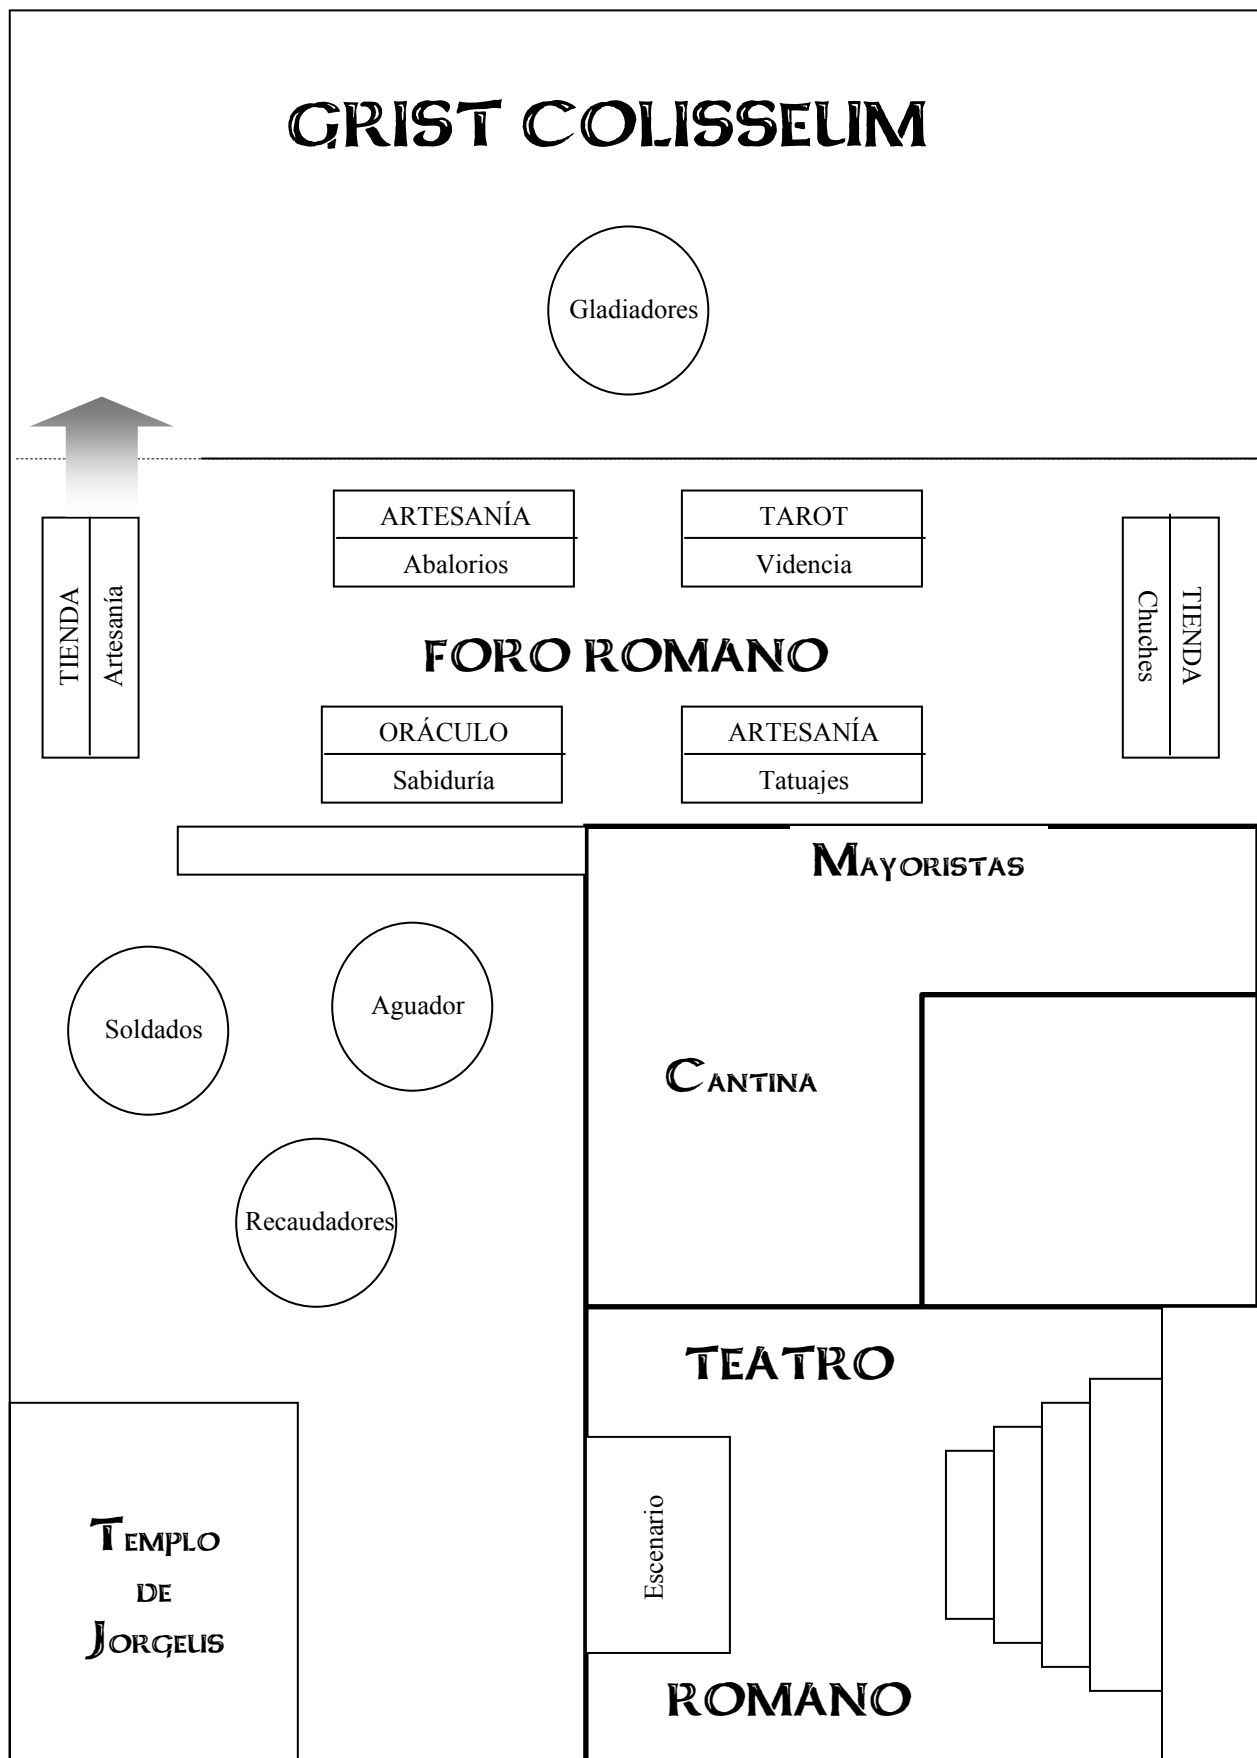 GRIST COLISSEUM
Gladiadores
ARTESANÍA
Abalorios
TAROT
Videncia
TIENDA
Artesanía
TIENDA
Chuches
FORO ROMANO
ORÁCULO
Sabiduría
ARTESANÍA
Tatuajes
MAYORISTAS
Soldados
Aguador
CANTINA
Recaudadores
TEATRO
Escenario
TEMPLO
DE
JORGEUS
ROMANO